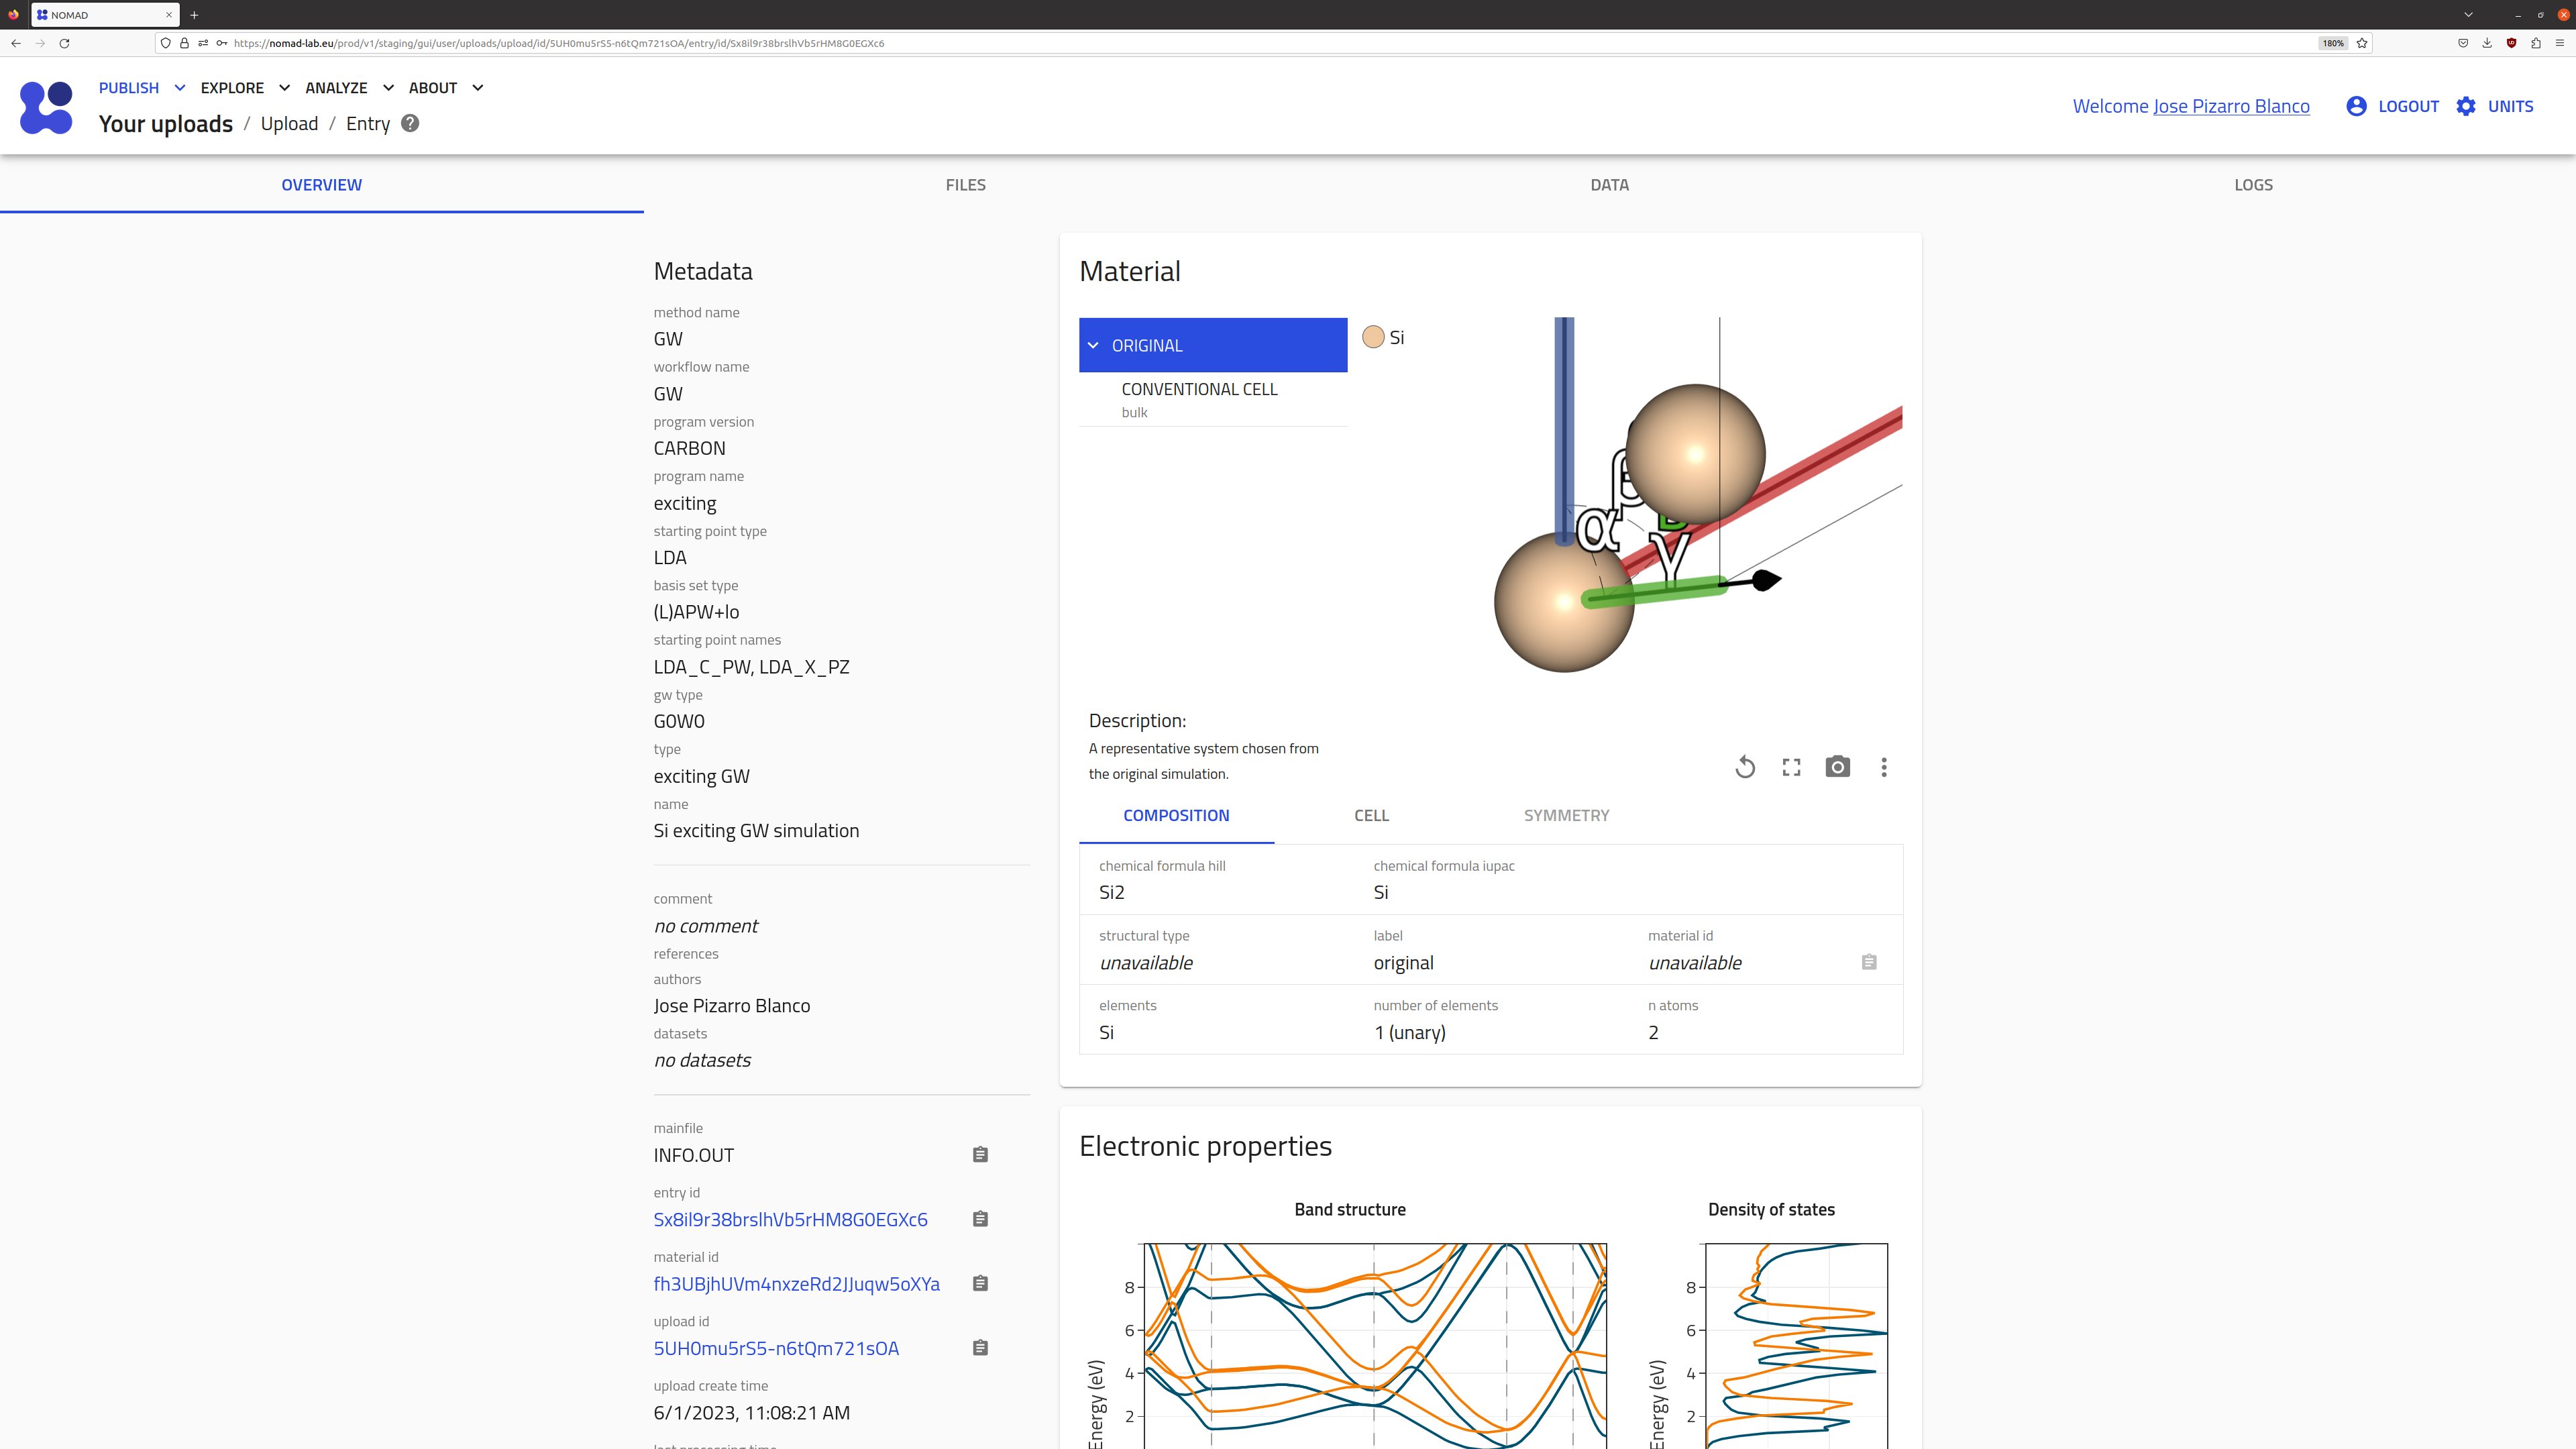 NOMAD
https://nomad-lab.eu/prod/v1/staging/gui/user/uploads/upload/id/5UH0mu5rS5-n6tQm721sOA/entry/id/Sx8il9r38brslhVb5rHM8G0EGXc6
180%
PUBLISH EXPLORE ANALYZE ABOUT
Your uploads / Upload / Entry ?
Welcome Jose Pizarro Blanco LOGOUT UNITS
OVERVIEW FILES DATA LOGS
Metadata
method name
GW
workflow name
GW
program version
CARBON
program name
exciting
starting point type
LDA
basis set type
(L)APW+lo
starting point names
LDA_C_PW, LDA_X_PZ
gw type
G0W0
type
exciting GW
name
Si exciting GW simulation
comment
no comment
references
authors
Jose Pizarro Blanco
datasets
no datasets
mainfile
INFO.OUT
entry id
Sx8il9r38brslhVb5rHM8G0EGXc6
material id
fh3UBjhUVm4nxzeRd2JJuqw5oXYa
upload id
5UH0mu5rS5-n6tQm721sOA
upload create time
6/1/2023, 11:08:21 AM
last processing time
Material
ORIGINAL
CONVENTIONAL CELL
bulk
Si
β
α
γ
Description:
A representative system chosen from
the original simulation.
COMPOSITION CELL SYMMETRY
chemical formula hill chemical formula iupac
Si2 Si
structural type label material id
unavailable original unavailable
elements number of elements n atoms
Si 1 (unary) 2
Electronic properties
Band structure
8
6
4
2
Energy (eV)
Density of states
8
6
4
2
Energy (eV)